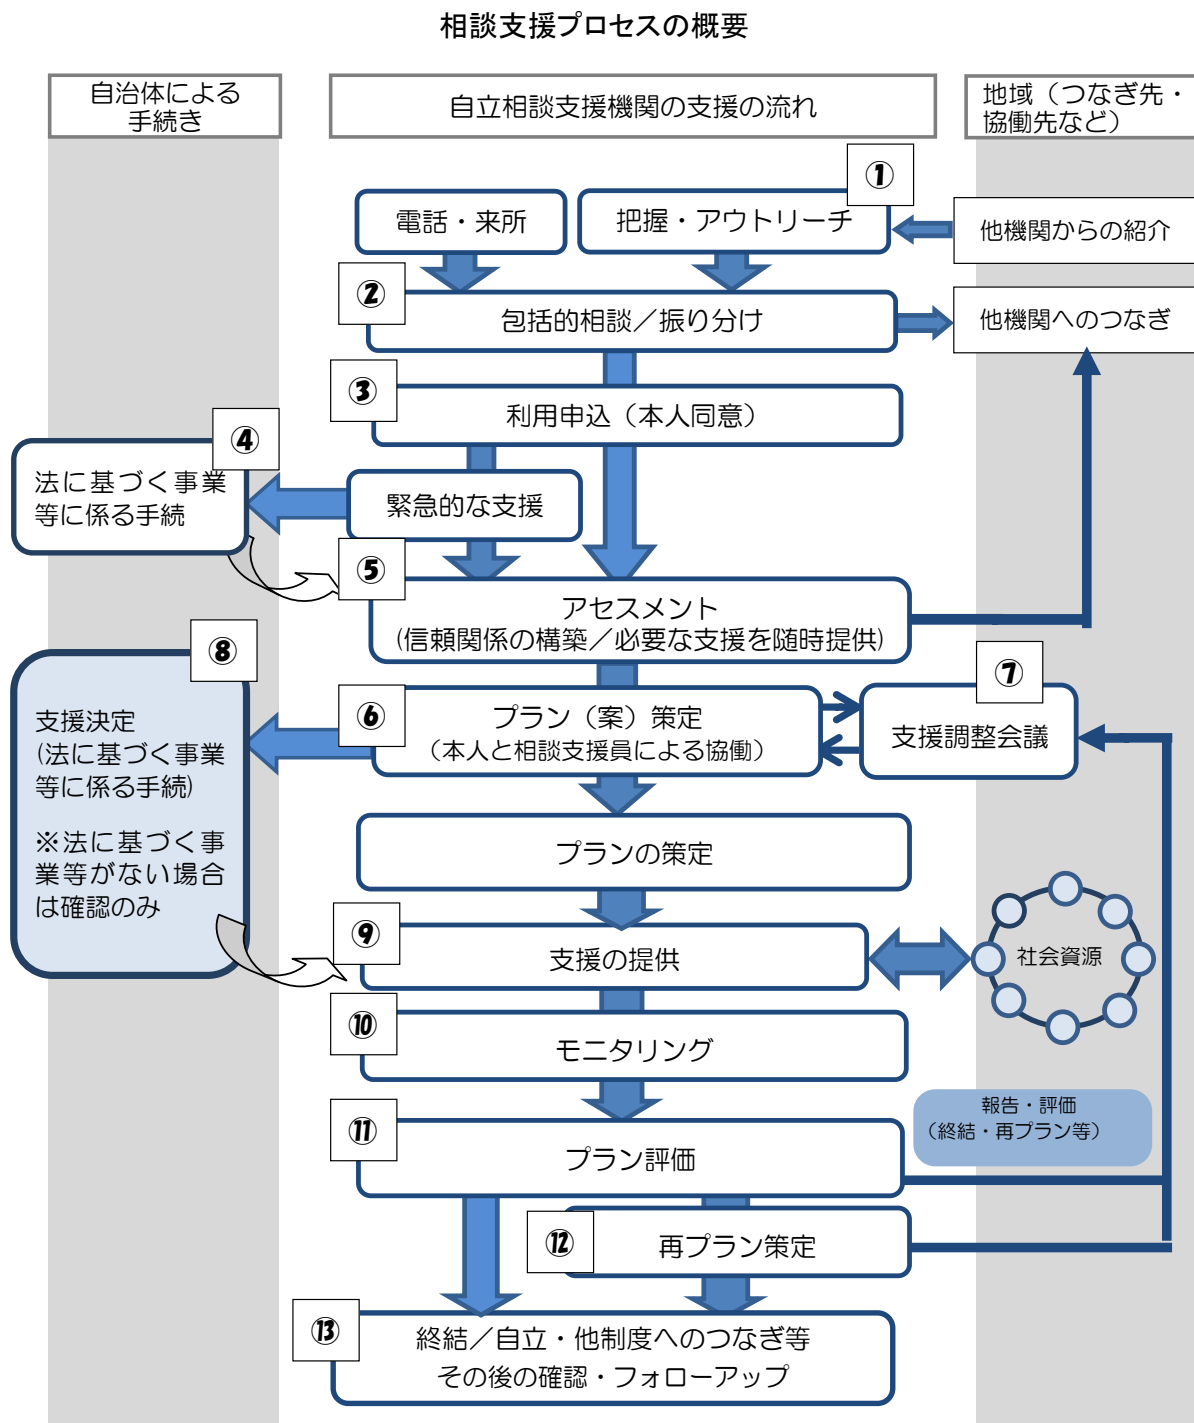 相談支援プロセスの概要
自治体による
手続き
自立相談支援機関の支援の流れ
地域（つなぎ先・
協働先など）
①
電話・来所
把握・アウトリーチ
他機関からの紹介
②
包括的相談／振り分け
他機関へのつなぎ
③
利用申込（本人同意）
④
法に基づく事業
等に係る手続
緊急的な支援
⑤
アセスメント
(信頼関係の構築／必要な支援を随時提供)
⑧
支援決定
(法に基づく事業
等に係る手続)
※法に基づく事
業等がない場合
は確認のみ
⑥
プラン（案）策定
（本人と相談支援員による協働）
⑦
支援調整会議
プランの策定
⑨
支援の提供
社会資源
⑩
モニタリング
報告・評価
（終結・再プラン等）
⑪
プラン評価
⑫
再プラン策定
⑬
終結／自立・他制度へのつなぎ等
その後の確認・フォローアップ